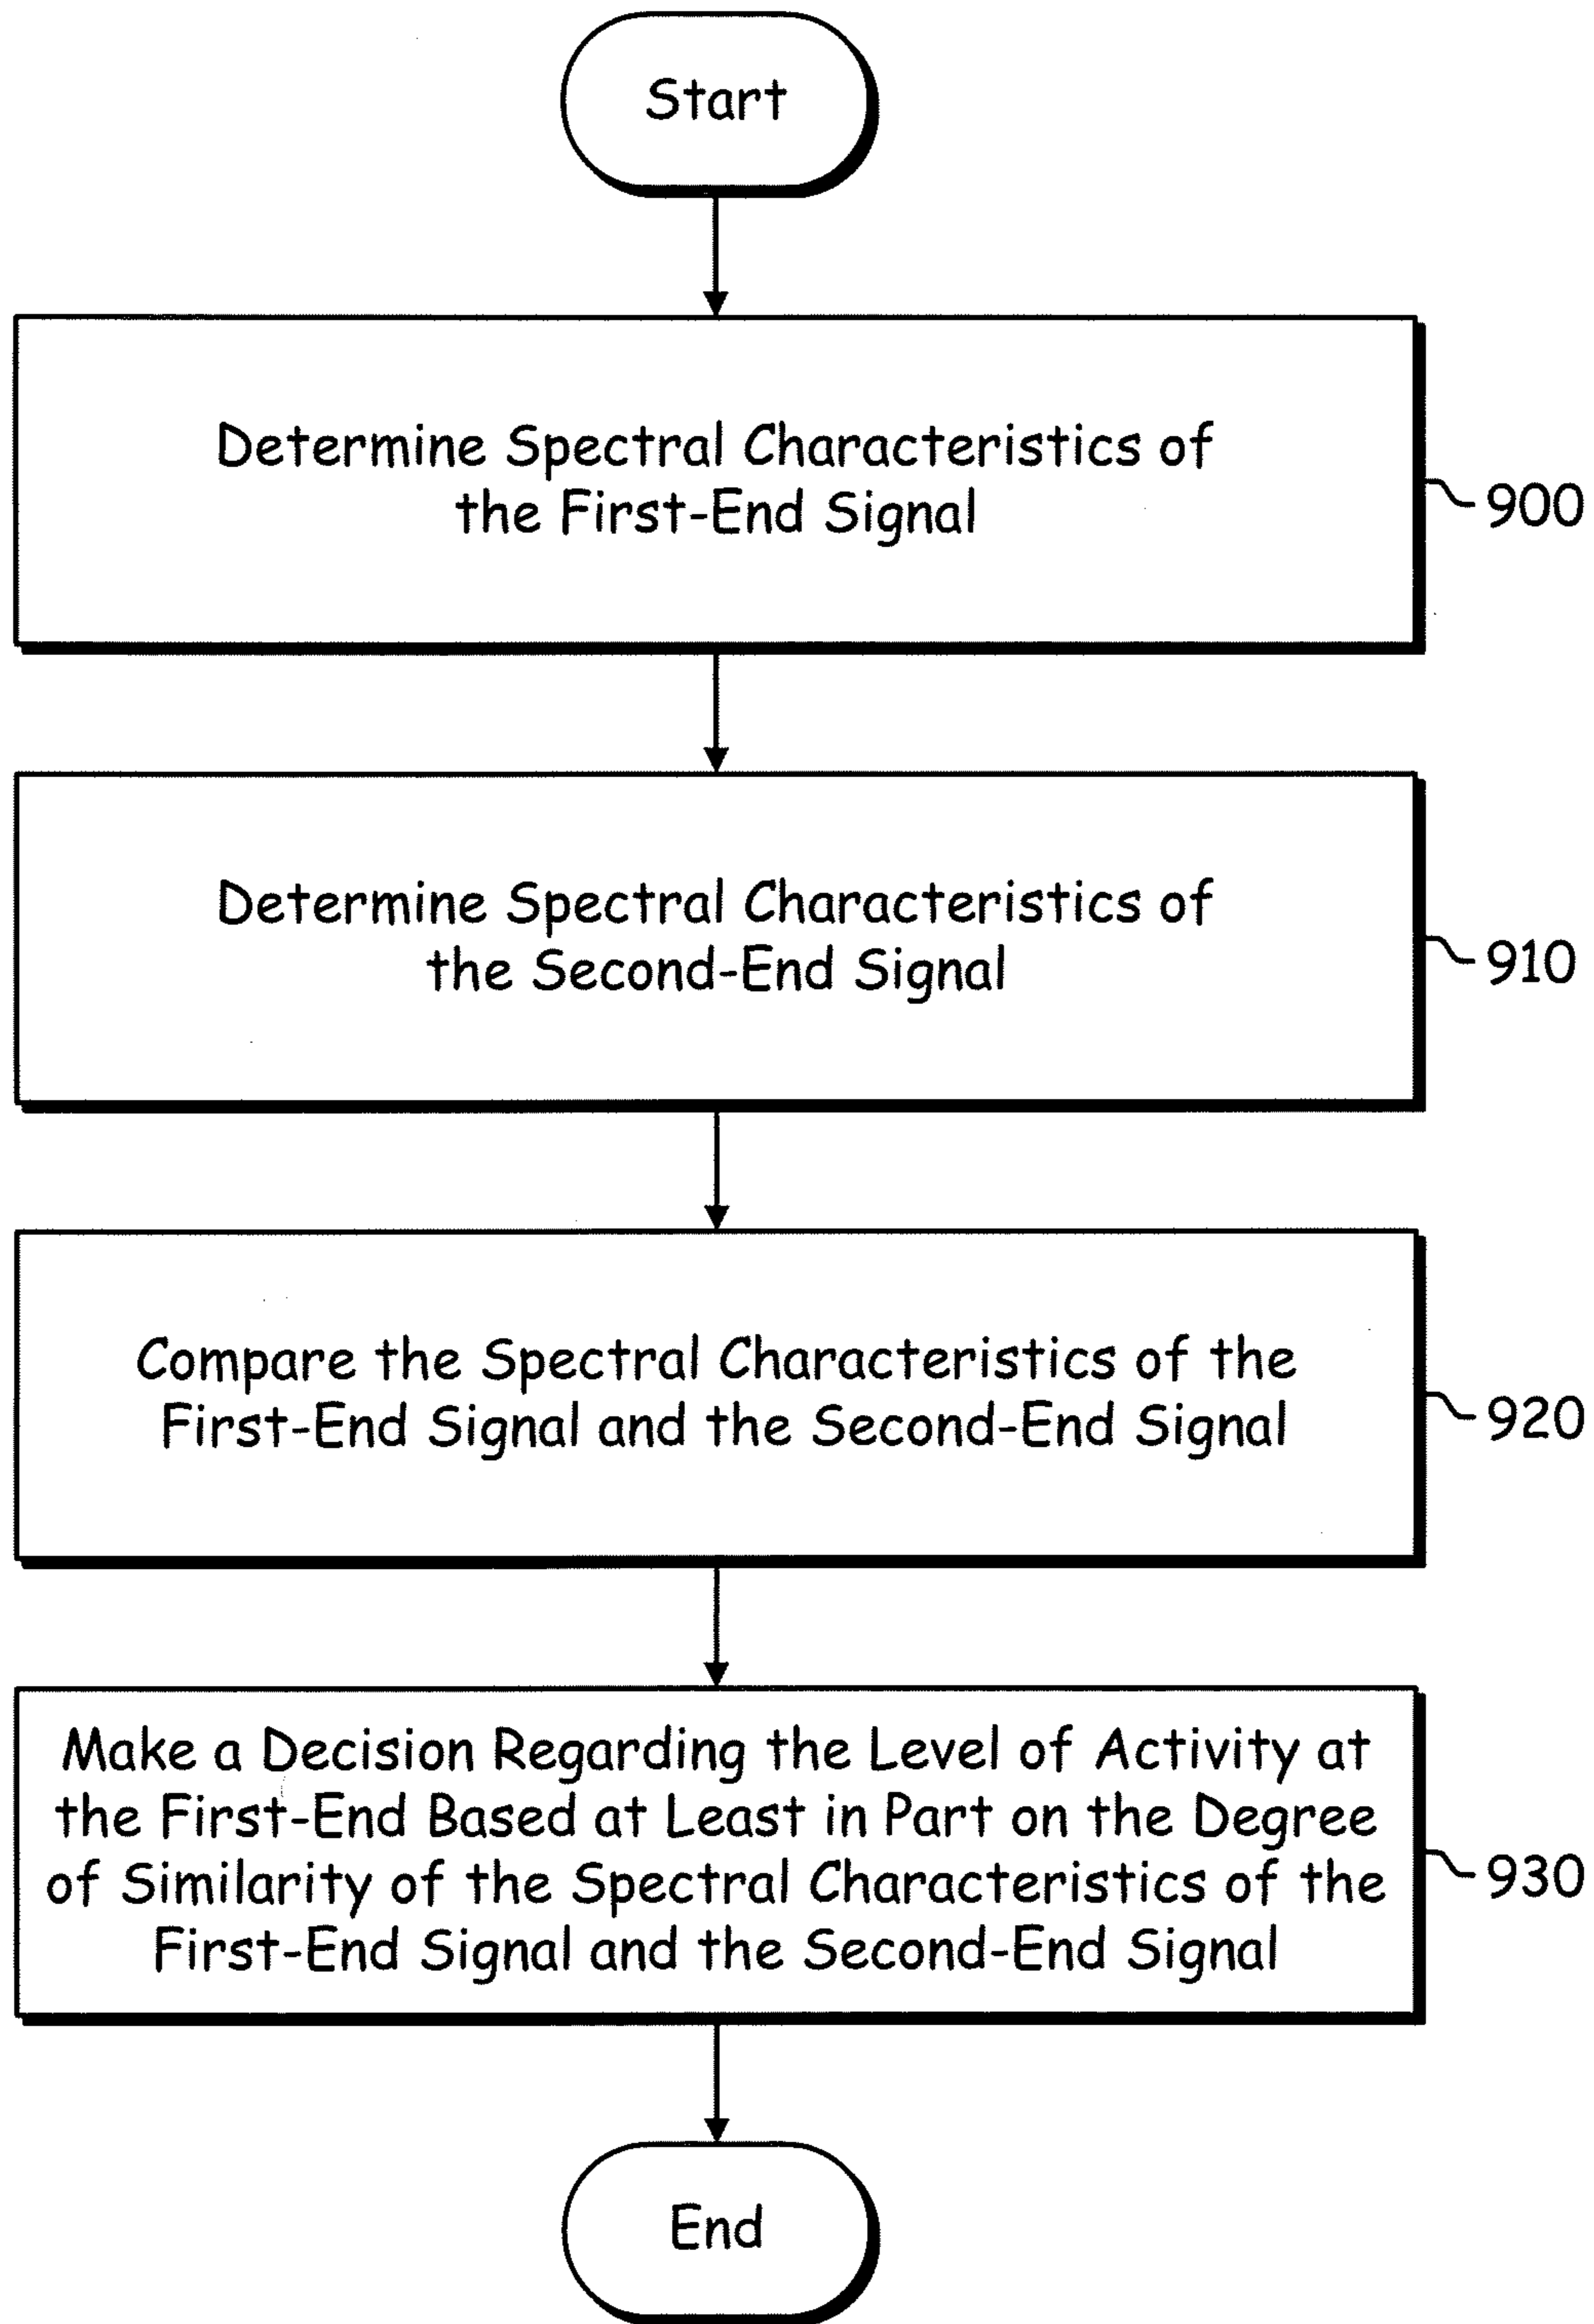 Start
Determine Spectral Characteristics of
the First-End Signal
900
Determine Spectral Characteristics of
the Second-End Signal
910
Compare the Spectral Characteristics of the
First-End Signal and the Second-End Signal
920
Make a Decision Regarding the Level of Activity at
the First-End Based at Least in Part on the Degree
of Similarity of the Spectral Characteristics of the
First-End Signal and the Second-End Signal
930
End